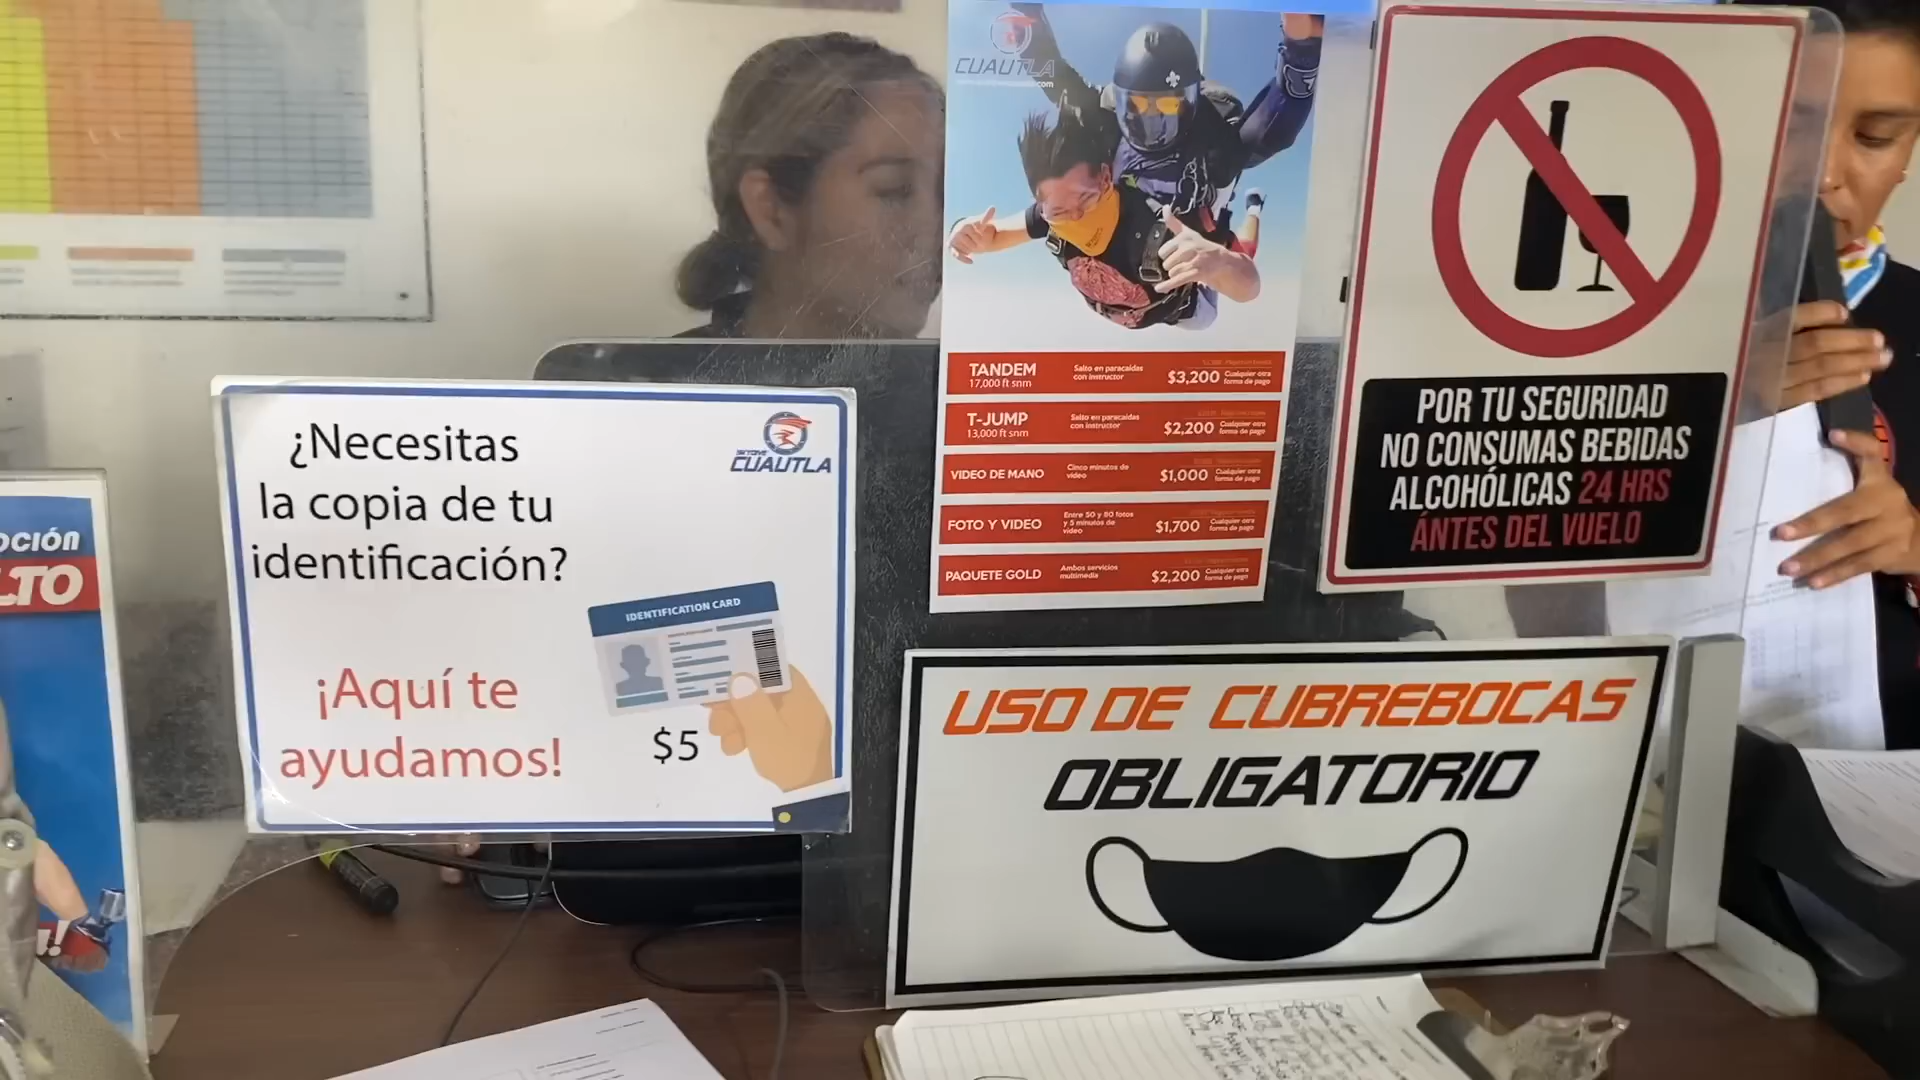 ¿Necesitas
la copia de tu
identificación?
¡Aquí te
ayudamos!
$5
SKYDIVE
CUAUTLA
IDENTIFICATION CARD
CUAUTLA
TANDEM
17,000 ft snm
Salto en paracaídas
con instructor
$3,200
Cualquier otra
forma de pago
T-JUMP
13,000 ft snm
Salto en paracaídas
con instructor
$2,200
Cualquier otra
forma de pago
VIDEO DE MANO
Cinco minutos de
video
$1,000
Cualquier otra
forma de pago
FOTO Y VIDEO
Entre 50 y 80 fotos
y 5 minutos de
video
$1,700
Cualquier otra
forma de pago
PAQUETE GOLD
Ambos servicios
multimedia
$2,200
Cualquier otra
forma de pago
POR TU SEGURIDAD
NO CONSUMAS BEBIDAS
ALCOHÓLICAS 24 HRS
ÁNTES DEL VUELO
USO DE CUBREBOCAS
OBLIGATORIO